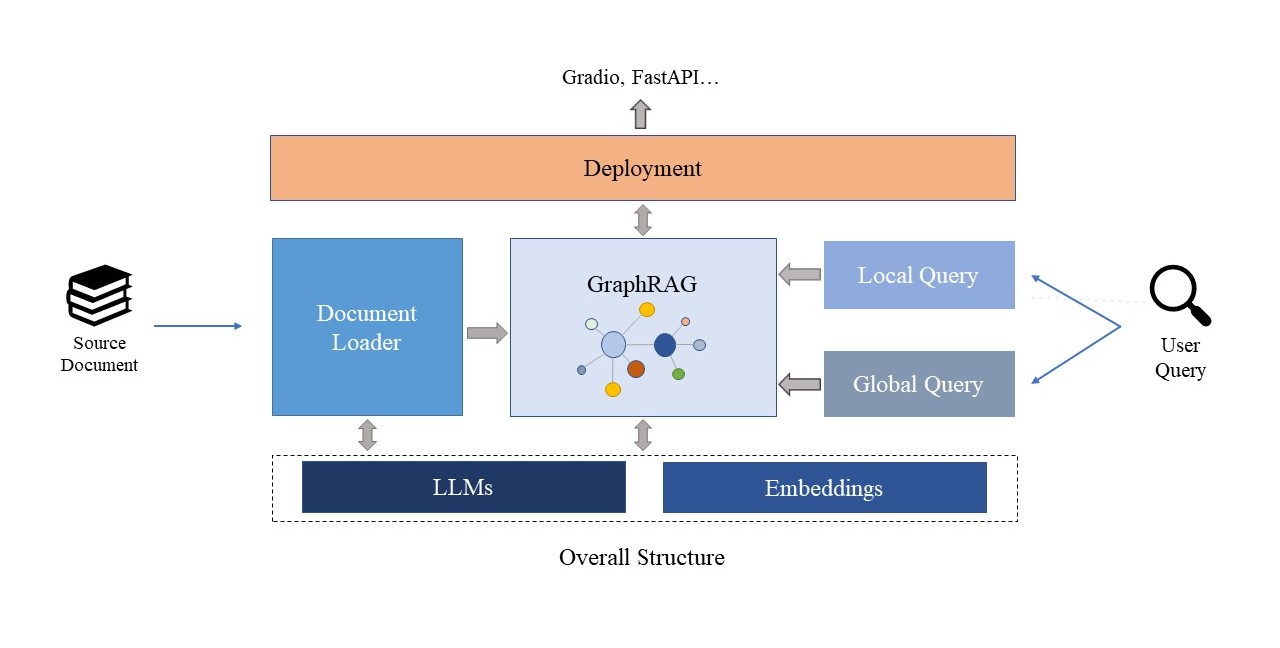 Gradio, FastAPI…
Deployment
Source
Document
Document
Loader
GraphRAG
Local Query
Global Query
User
Query
LLMs
Embeddings
Overall Structure